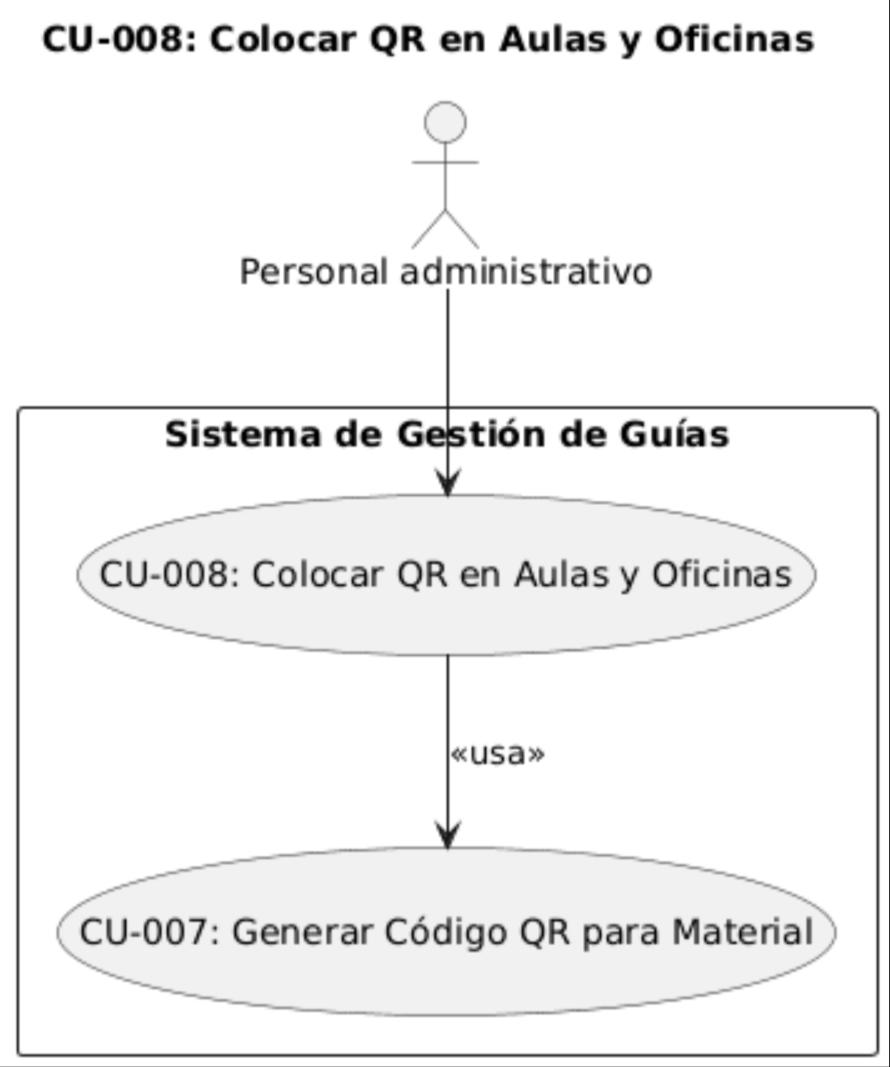 CU-008: Colocar QR en Aulas y Oficinas
Personal administrativo
Sistema de Gestión de Guías
CU-008: Colocar QR en Aulas y Oficinas
«usa»
CU-007: Generar Código QR para Material